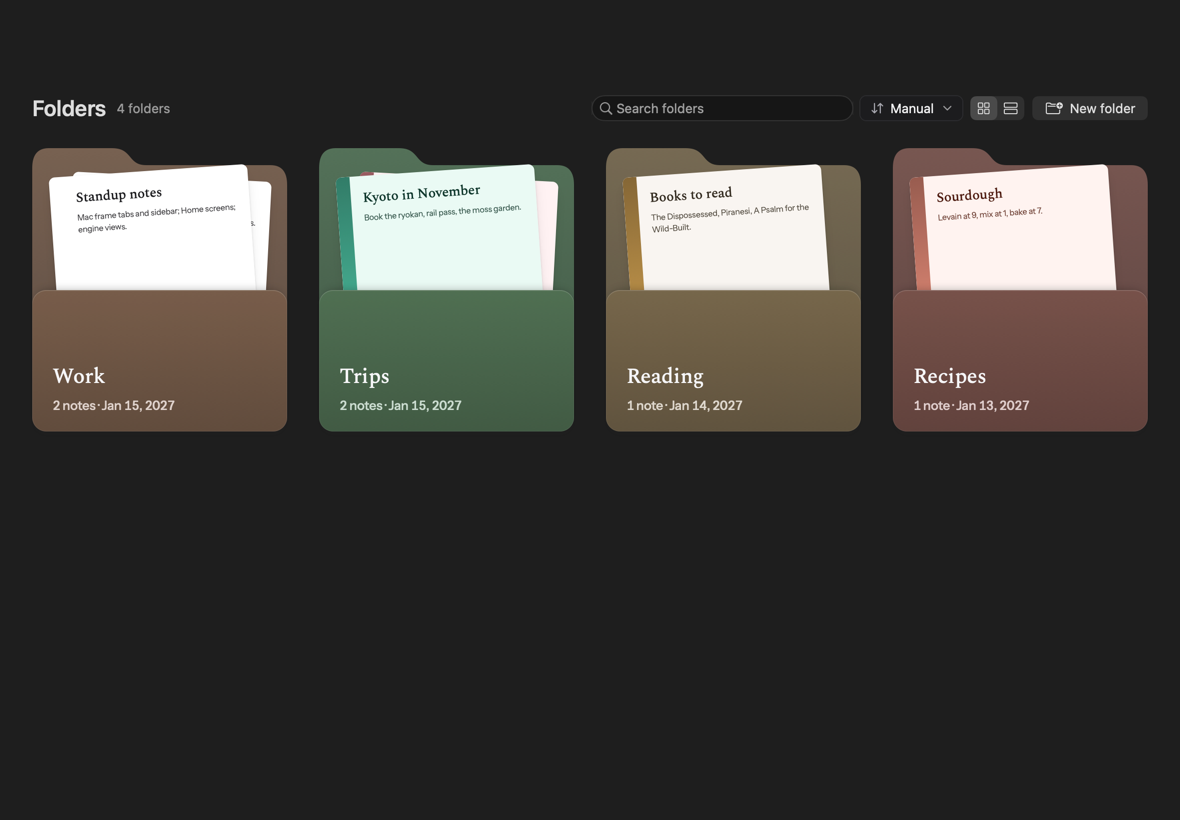 Folders
4 folders
Search folders
Manual
New folder
Standup notes
Mac frame tabs and sidebar; Home screens;
engine views.
s.
Work
2 notes · Jan 15, 2027
Kyoto in November
Book the ryokan, rail pass, the moss garden.
Trips
2 notes · Jan 15, 2027
Books to read
The Dispossessed, Piranesi, A Psalm for the
Wild-Built.
Reading
1 note · Jan 14, 2027
Sourdough
Levain at 9, mix at 1, bake at 7.
Recipes
1 note · Jan 13, 2027